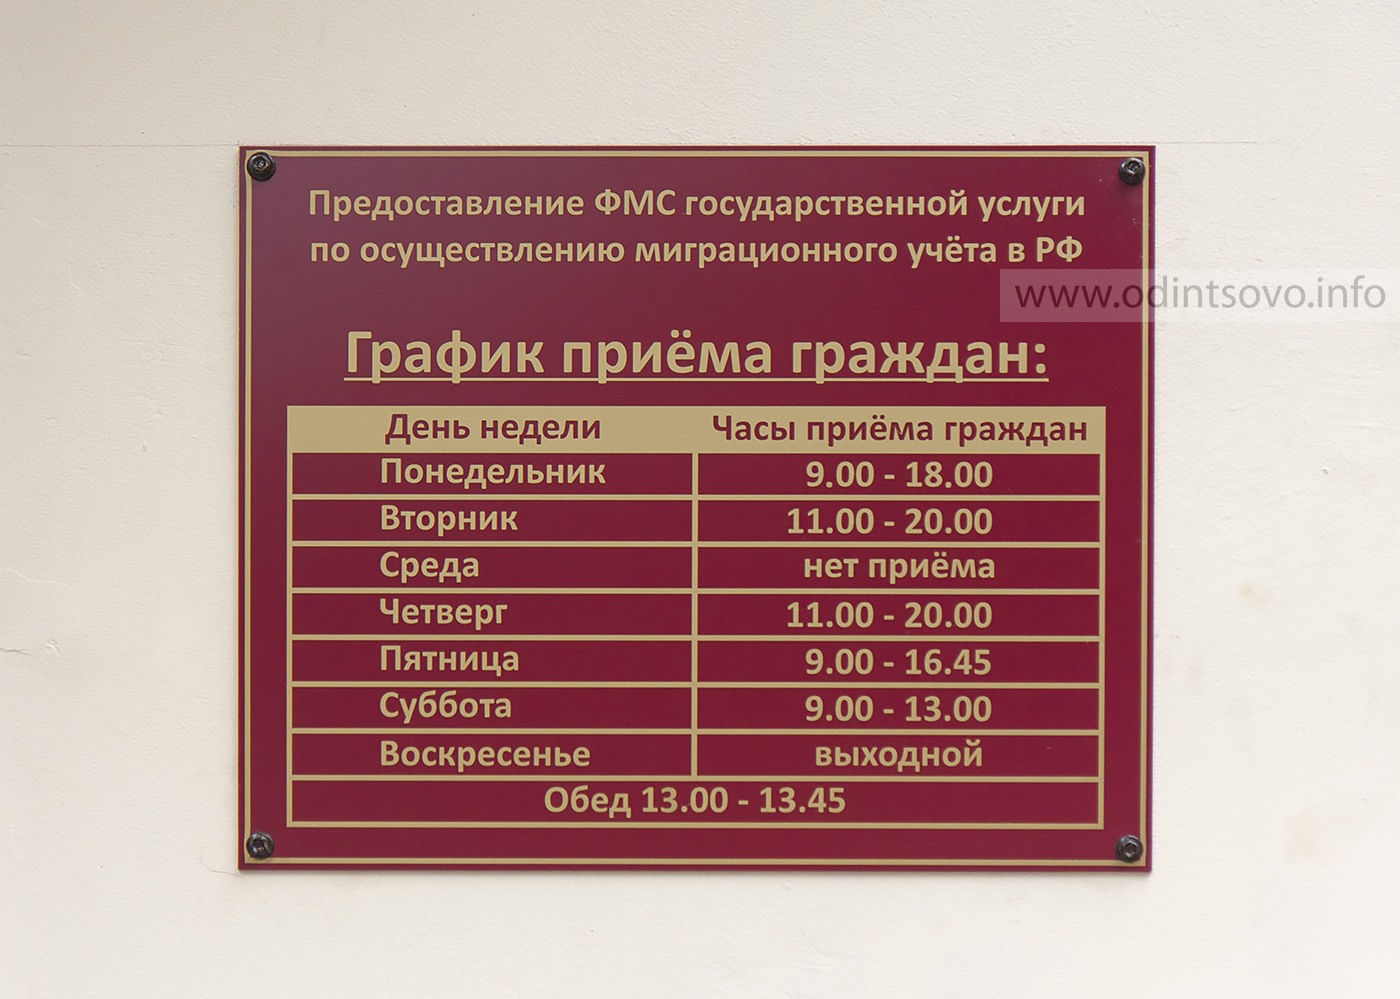 Предоставление ФМС государственной услуги
по осуществлению миграционного учёта в РФ
www.odintsovo.info
График приёма граждан:
День недели Часы приёма граждан
Понедельник 9.00 - 18.00
Вторник 11.00 - 20.00
Среда нет приёма
Четверг 11.00 - 20.00
Пятница 9.00 - 16.45
Суббота 9.00 - 13.00
Воскресенье выходной
Обед 13.00 - 13.45